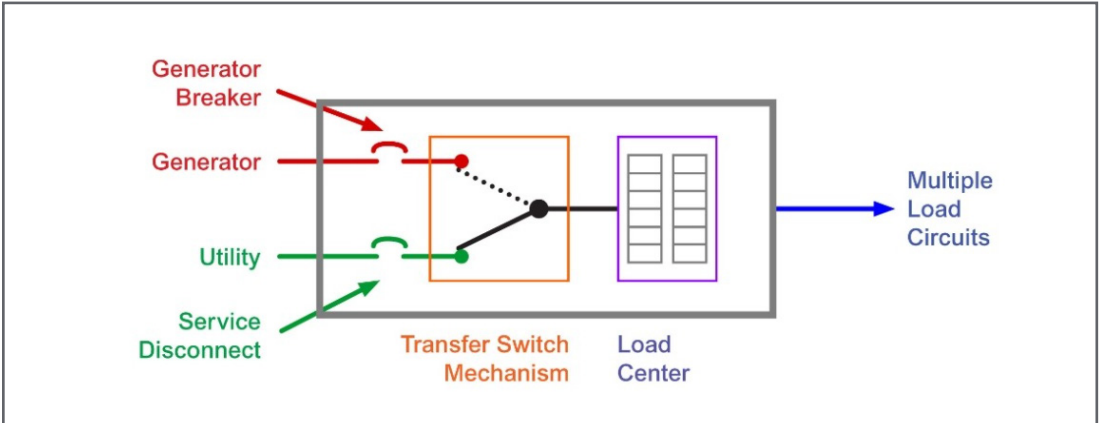 Generator
Breaker
Generator
Utility
Service
Disconnect
Transfer Switch
Mechanism
Load
Center
Multiple
Load
Circuits